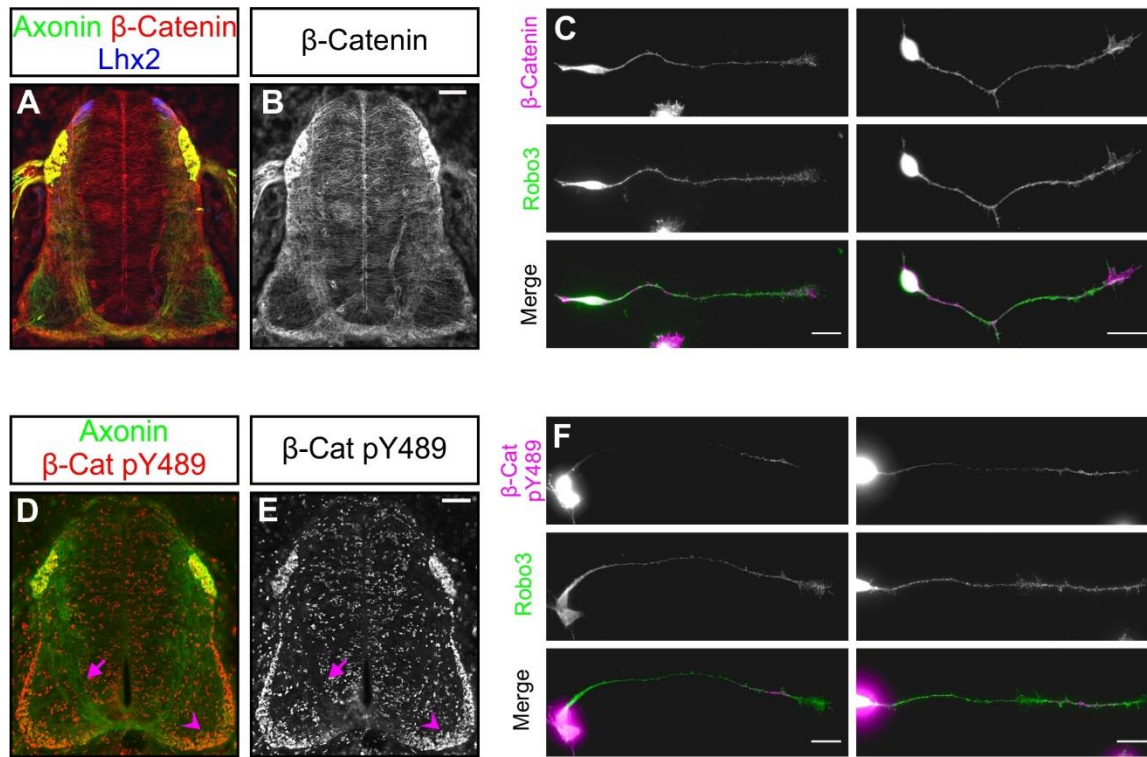 Axonin β-Catenin
Lhx2
β-Catenin
A
B
C
β-Catenin
Robo3
Merge
Axonin
β-Cat pY489
β-Cat pY489
D
E
F
β-Cat
pY489
Robo3
Merge